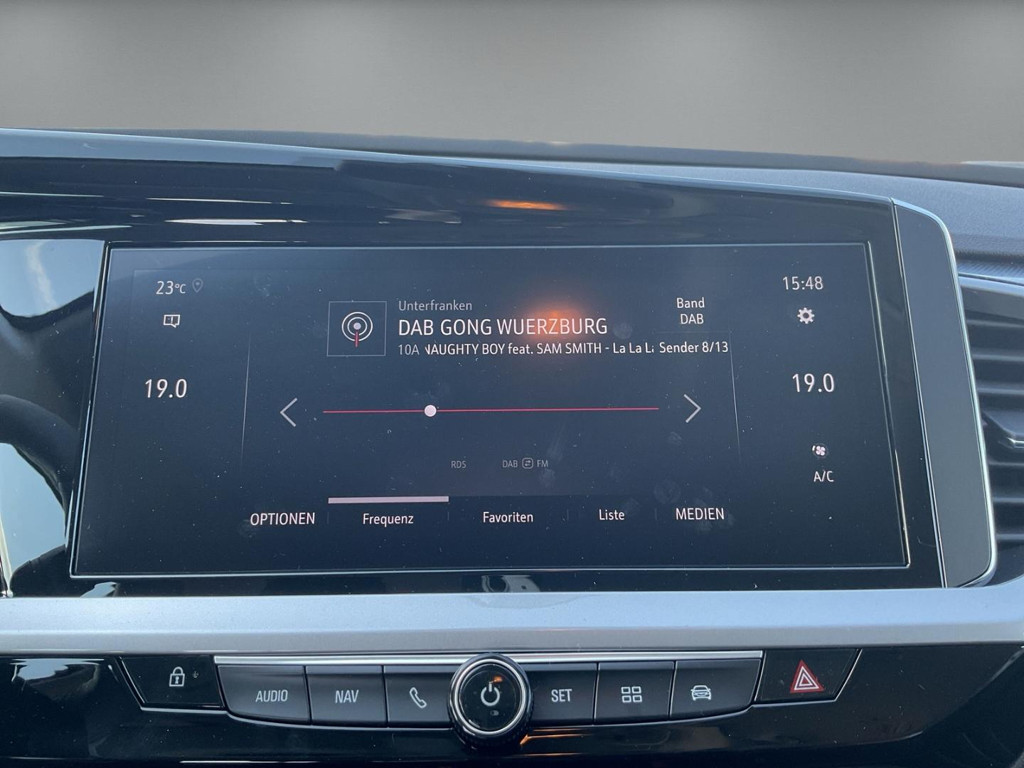 23°C
15:48
Unterfranken
DAB GONG WUERZBURG
10A NAUGHTY BOY feat. SAM SMITH - La La L
Band
DAB
Sender 8/13
19.0
19.0
RDS
DAB FM
A/C
OPTIONEN
Frequenz
Favoriten
Liste
MEDIEN
AUDIO
NAV
SET